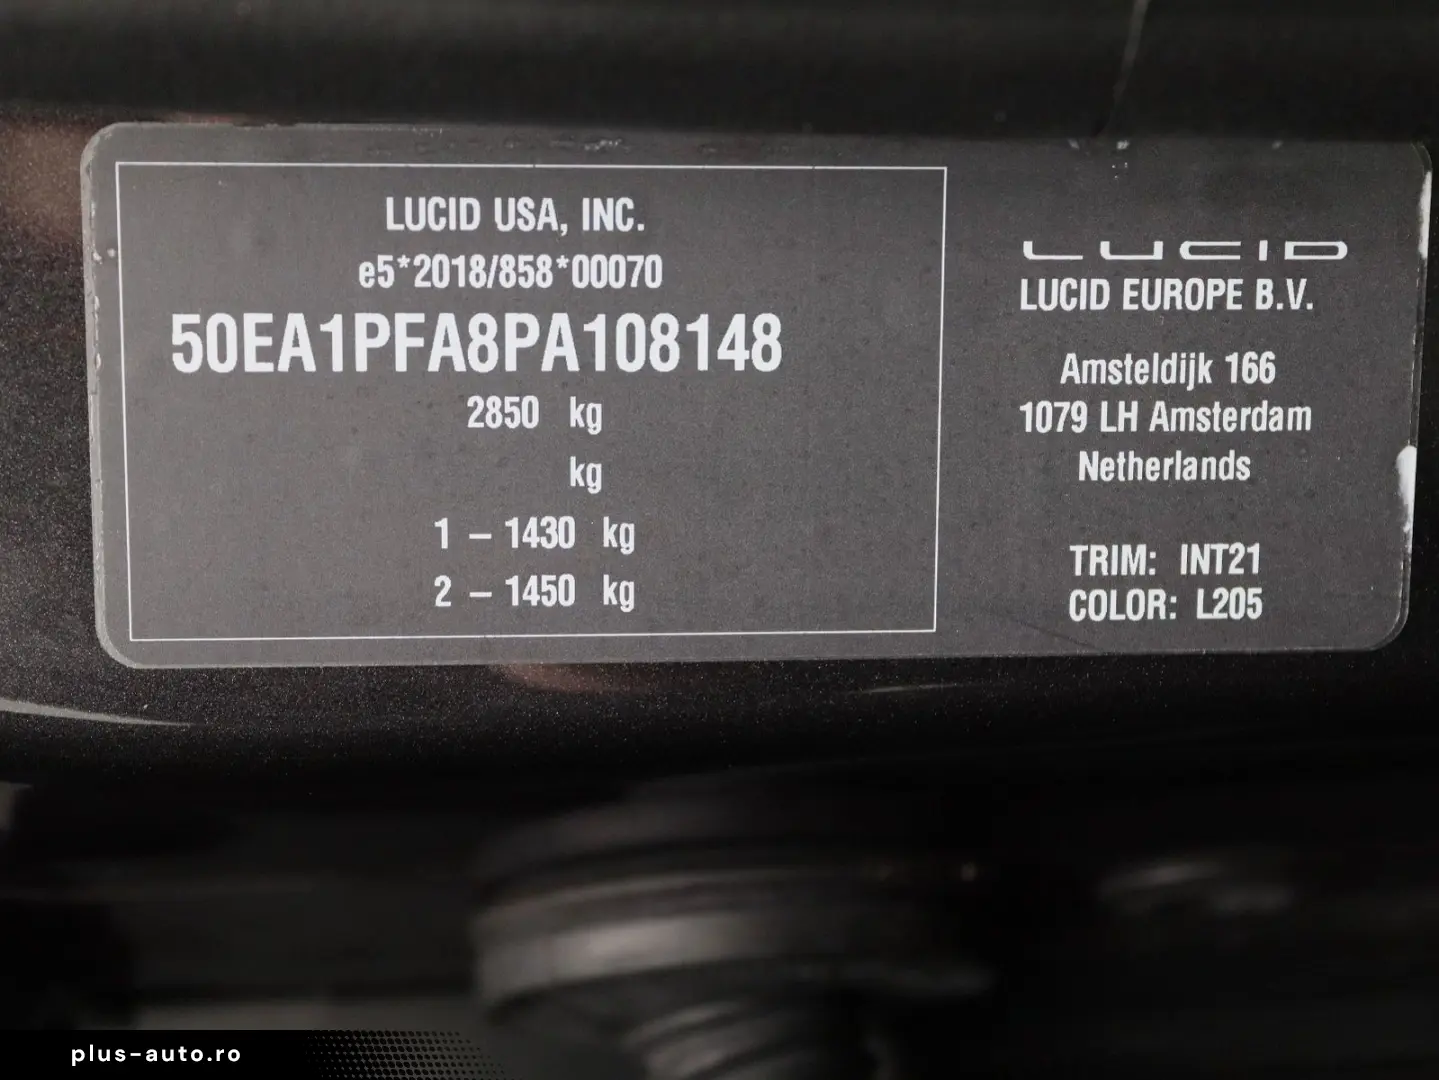 LUCID USA, INC.
e5*2018/858*00070
50EA1PFA8PA108148
2850 kg
kg
1 – 1430 kg
2 – 1450 kg
LUCID
LUCID EUROPE B.V.
Amsteldijk 166
1079 LH Amsterdam
Netherlands
TRIM: INT21
COLOR: L205
plus-auto.ro